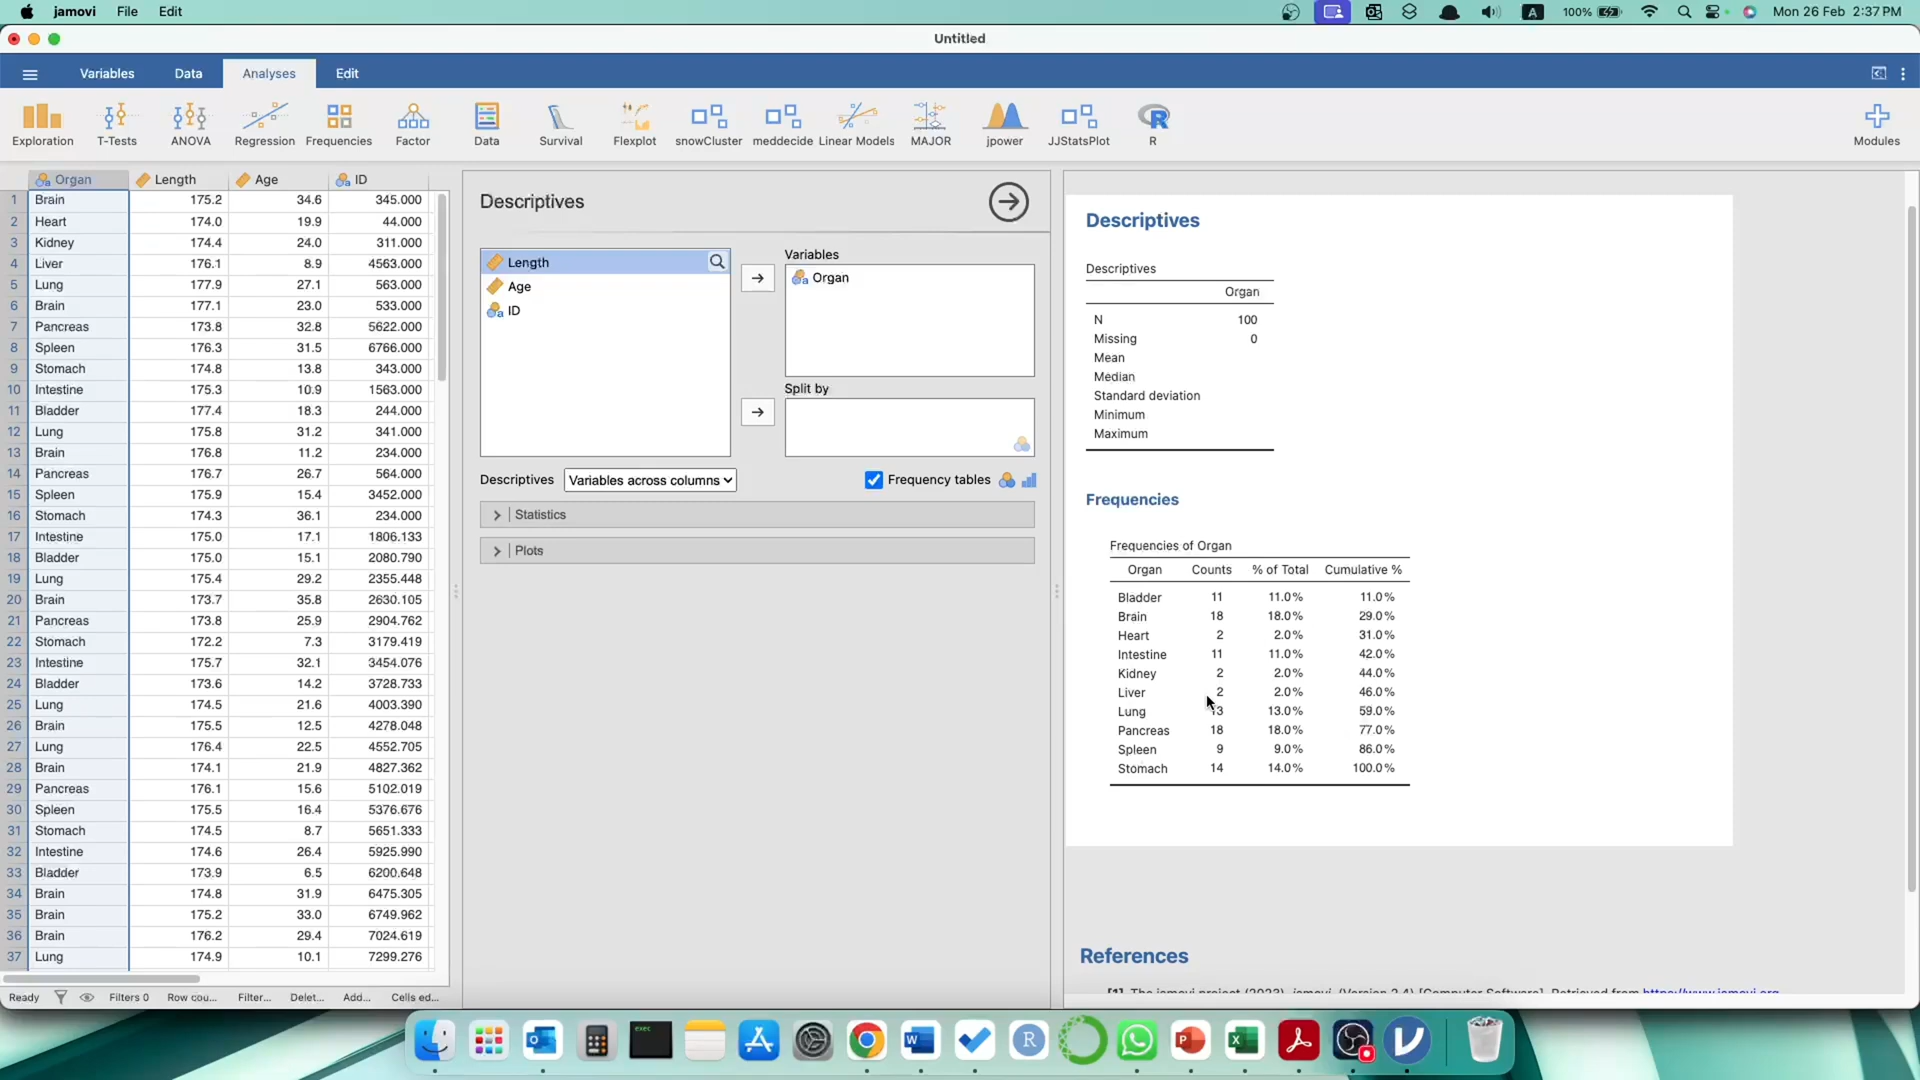 jamovi File Edit
A 100% Mon 26 Feb 2:37 PM
Untitled
Variables Data Analyses Edit
Exploration T-Tests ANOVA Regression Frequencies Factor Data Survival Flexplot snowCluster meddecide Linear Models MAJOR jpower JJStatsPlot R Modules
Organ Length Age ID
1 Brain 175.2 34.6 345.000
2 Heart 174.0 19.9 44.000
3 Kidney 174.4 24.0 311.000
4 Liver 176.1 8.9 4563.000
5 Lung 177.9 27.1 563.000
6 Brain 177.1 23.0 533.000
7 Pancreas 173.8 32.8 5622.000
8 Spleen 176.3 31.5 6766.000
9 Stomach 174.8 13.8 343.000
10 Intestine 175.3 10.9 1563.000
11 Bladder 177.4 18.3 244.000
12 Lung 175.8 31.2 341.000
13 Brain 176.8 11.2 234.000
14 Pancreas 176.7 26.7 564.000
15 Spleen 175.9 15.4 3452.000
16 Stomach 174.3 36.1 234.000
17 Intestine 175.0 17.1 1806.133
18 Bladder 175.0 15.1 2080.790
19 Lung 175.4 29.2 2355.448
20 Brain 173.7 35.8 2630.105
21 Pancreas 173.8 25.9 2904.762
22 Stomach 172.2 7.3 3179.419
23 Intestine 175.7 32.1 3454.076
24 Bladder 173.6 14.2 3728.733
25 Lung 174.5 21.6 4003.390
26 Brain 175.5 12.5 4278.048
27 Lung 176.4 22.5 4552.705
28 Brain 174.1 21.9 4827.362
29 Pancreas 176.1 15.6 5102.019
30 Spleen 175.5 16.4 5376.676
31 Stomach 174.5 8.7 5651.333
32 Intestine 174.6 26.4 5925.990
33 Bladder 173.9 6.5 6200.648
34 Brain 174.8 31.9 6475.305
35 Brain 175.2 33.0 6749.962
36 Brain 176.2 29.4 7024.619
37 Lung 174.9 10.1 7299.276
Ready Filters 0 Row cou... Filter... Delet... Add... Cells ed...
Descriptives
Length
Age
ID
Variables
Organ
Split by
Descriptives Variables across columns Frequency tables
Statistics
Plots
Descriptives
Descriptives
Organ
N 100
Missing 0
Mean
Median
Standard deviation
Minimum
Maximum
Frequencies
Frequencies of Organ
Organ Counts % of Total Cumulative %
Bladder 11 11.0% 11.0%
Brain 18 18.0% 29.0%
Heart 2 2.0% 31.0%
Intestine 11 11.0% 42.0%
Kidney 2 2.0% 44.0%
Liver 2 2.0% 46.0%
Lung 13 13.0% 59.0%
Pancreas 18 18.0% 77.0%
Spleen 9 9.0% 86.0%
Stomach 14 14.0% 100.0%
References
[1] The jamovi project (2023). jamovi. (Version 2.4) [Computer Software]. Retrieved from https://www.jamovi.org
exec